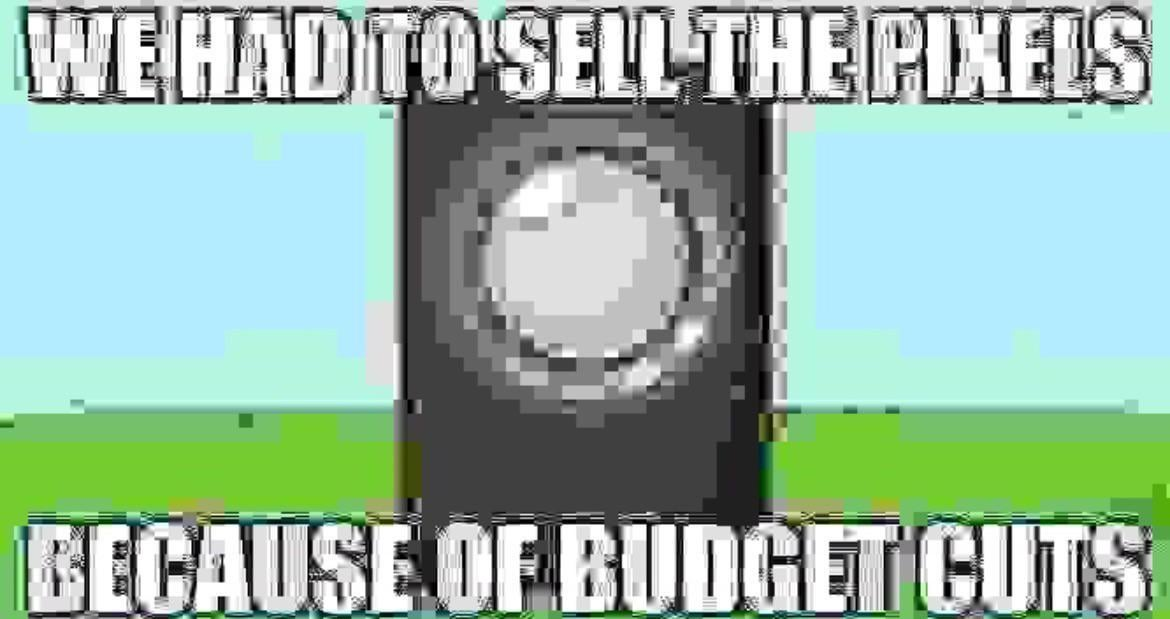 WE HAD TO SELL THE PIXELS
BECAUSE OF BUDGET CUTS